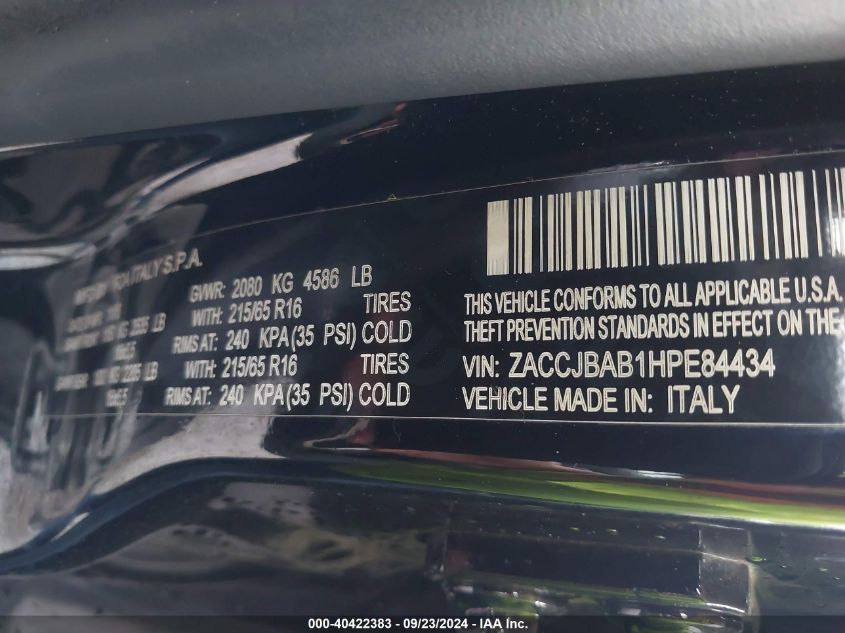 ITALY S.P.A.
GVWR: 2080 KG 4586 LB
WITH: 215/65 R16 TIRES
RIMS AT: 240 KPA(35 PSI) COLD
WITH: 215/65 R16 TIRES
RIMS AT: 240 KPA(35 PSI) COLD
THIS VEHICLE CONFORMS TO ALL APPLICABLE U.S.A.
THEFT PREVENTION STANDARDS IN EFFECT ON THE
VIN: ZACCJBAB1HPE84434
VEHICLE MADE IN: ITALY
000-40422383 - 09/23/2024 - IAA Inc.